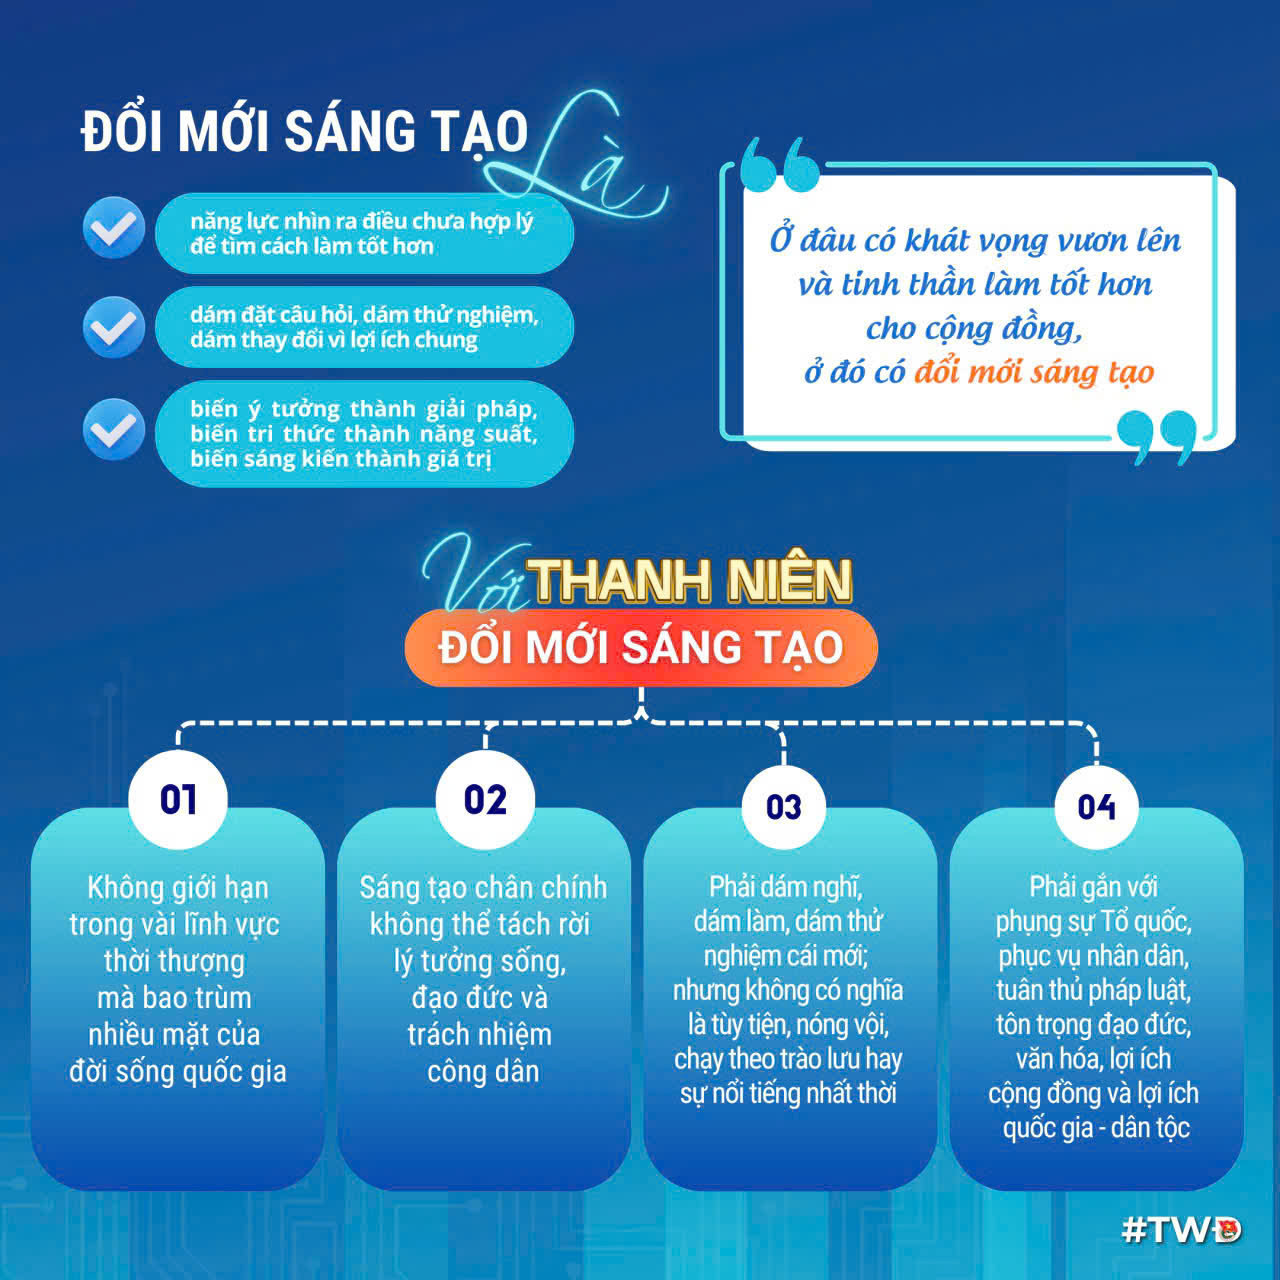 ĐỔI MỚI SÁNG TẠO Là
năng lực nhìn ra điều chưa hợp lý
để tìm cách làm tốt hơn
dám đặt câu hỏi, dám thử nghiệm,
dám thay đổi vì lợi ích chung
biến ý tưởng thành giải pháp,
biến tri thức thành năng suất,
biến sáng kiến thành giá trị
Ở đâu có khát vọng vươn lên
và tinh thần làm tốt hơn
cho cộng đồng,
ở đó có đổi mới sáng tạo
Với THANH NIÊN
ĐỔI MỚI SÁNG TẠO
01
Không giới hạn
trong vài lĩnh vực
thời thượng
mà bao trùm
nhiều mặt của
đời sống quốc gia
02
Sáng tạo chân chính
không thể tách rời
lý tưởng sống,
đạo đức và
trách nhiệm
công dân
03
Phải dám nghĩ,
dám làm, dám thử
nghiệm cái mới;
nhưng không có nghĩa
là tùy tiện, nóng vội,
chạy theo trào lưu hay
sự nổi tiếng nhất thời
04
Phải gắn với
phụng sự Tổ quốc,
phục vụ nhân dân,
tuân thủ pháp luật,
tôn trọng đạo đức,
văn hóa, lợi ích
cộng đồng và lợi ích
quốc gia - dân tộc
#TWĐ